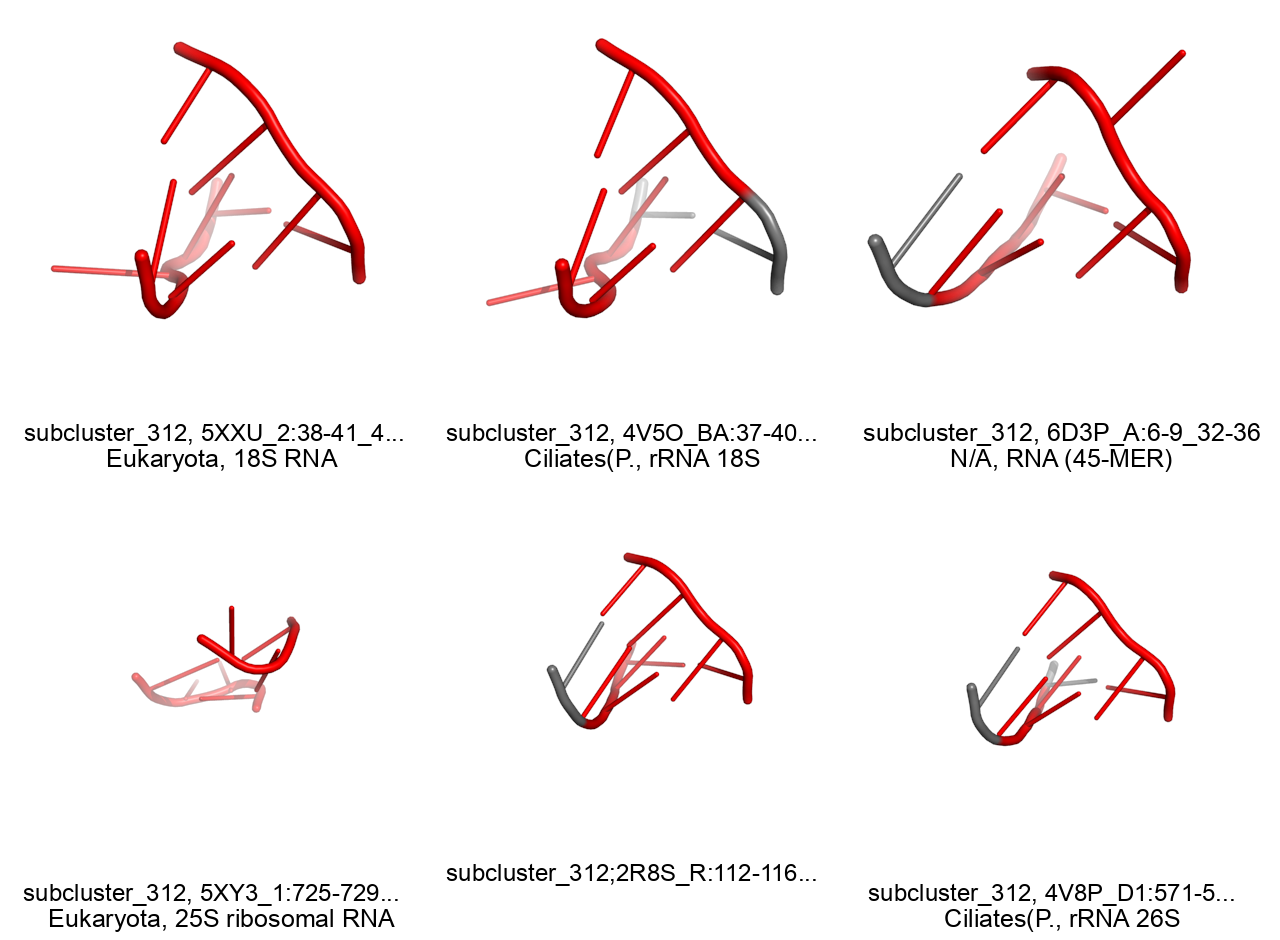 subcluster_312, 5XXU_2:38-41_4...
Eukaryota, 18S RNA
subcluster_312, 4V5O_BA:37-40...
Ciliates(P., rRNA 18S
subcluster_312, 6D3P_A:6-9_32-36
N/A, RNA (45-MER)
subcluster_312, 5XY3_1:725-729...
Eukaryota, 25S ribosomal RNA
subcluster_312;2R8S_R:112-116...
subcluster_312, 4V8P_D1:571-5...
Ciliates(P., rRNA 26S